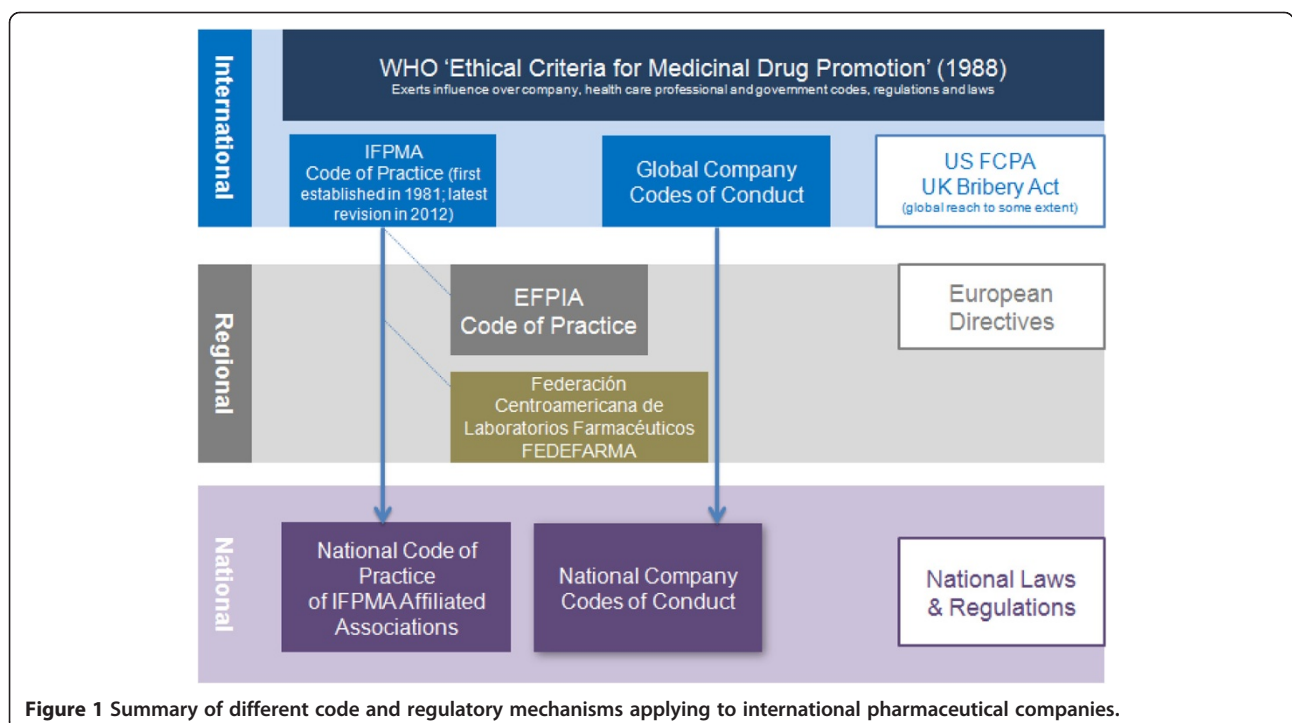 International
WHO ‘Ethical Criteria for Medicinal Drug Promotion’ (1988)
Exerts influence over company, health care professional and government codes, regulations and laws
IFPMA
Code of Practice (first
established in 1981; latest
revision in 2012)
Global Company
Codes of Conduct
US FCPA
UK Bribery Act
(global reach to some extent)
Regional
EFPIA
Code of Practice
European
Directives
Federación
Centroamericana de
Laboratorios Farmacéuticos
FEDEFARMA
National
National Code of
Practice
of IFPMA Affiliated
Associations
National Company
Codes of Conduct
National Laws
& Regulations
Figure 1 Summary of different code and regulatory mechanisms applying to international pharmaceutical companies.